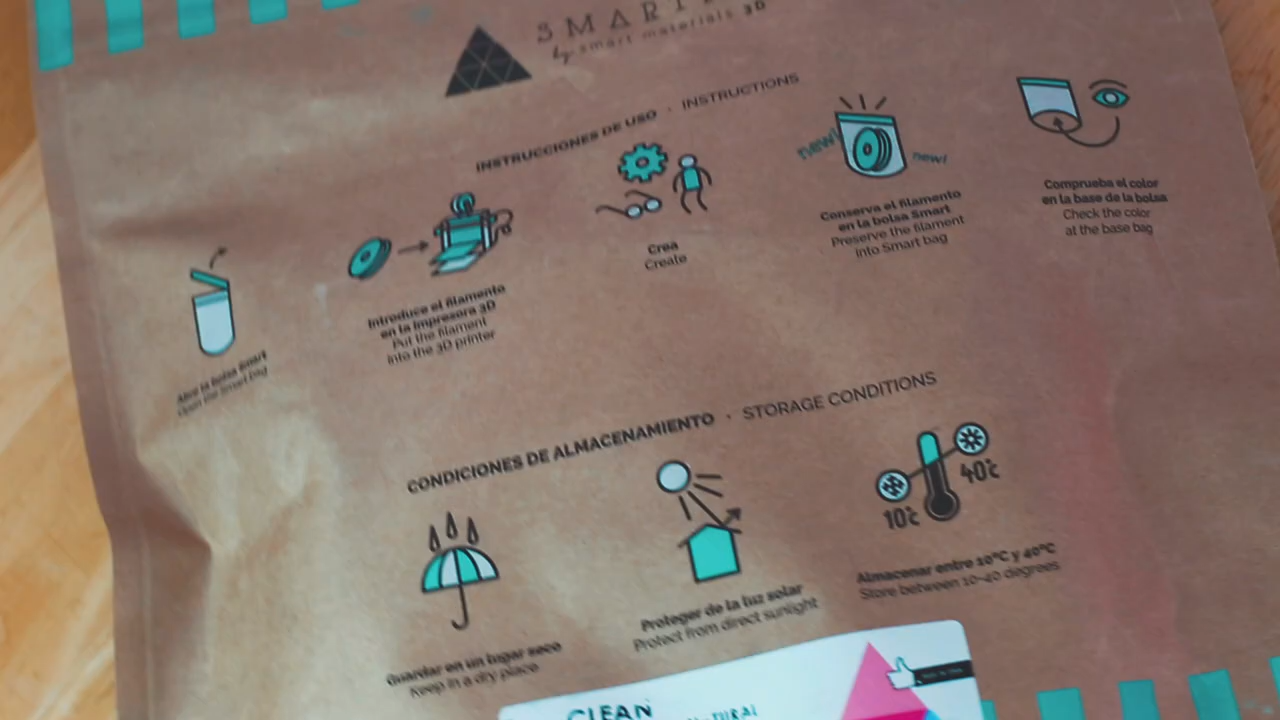 SMART
by smart materials 3D
INSTRUCCIONES DE USO · INSTRUCTIONS
Abre la bolsa Smart
Open the Smart bag
Introduce el filamento
en la impresora 3D
Put the filament
into the 3D printer
Crea
Create
new!
new!
Conserva el filamento
en la bolsa Smart
Preserve the filament
into Smart bag
Comprueba el color
en la base de la bolsa
Check the color
at the base bag
CONDICIONES DE ALMACENAMIENTO · STORAGE CONDITIONS
Guardar en un lugar seco
Keep in a dry place
Proteger de la luz solar
Protect from direct sunlight
10°c
40°c
Almacenar entre 10ºC y 40ºC
Store between 10-40 degrees
CLEAN
NATURAL